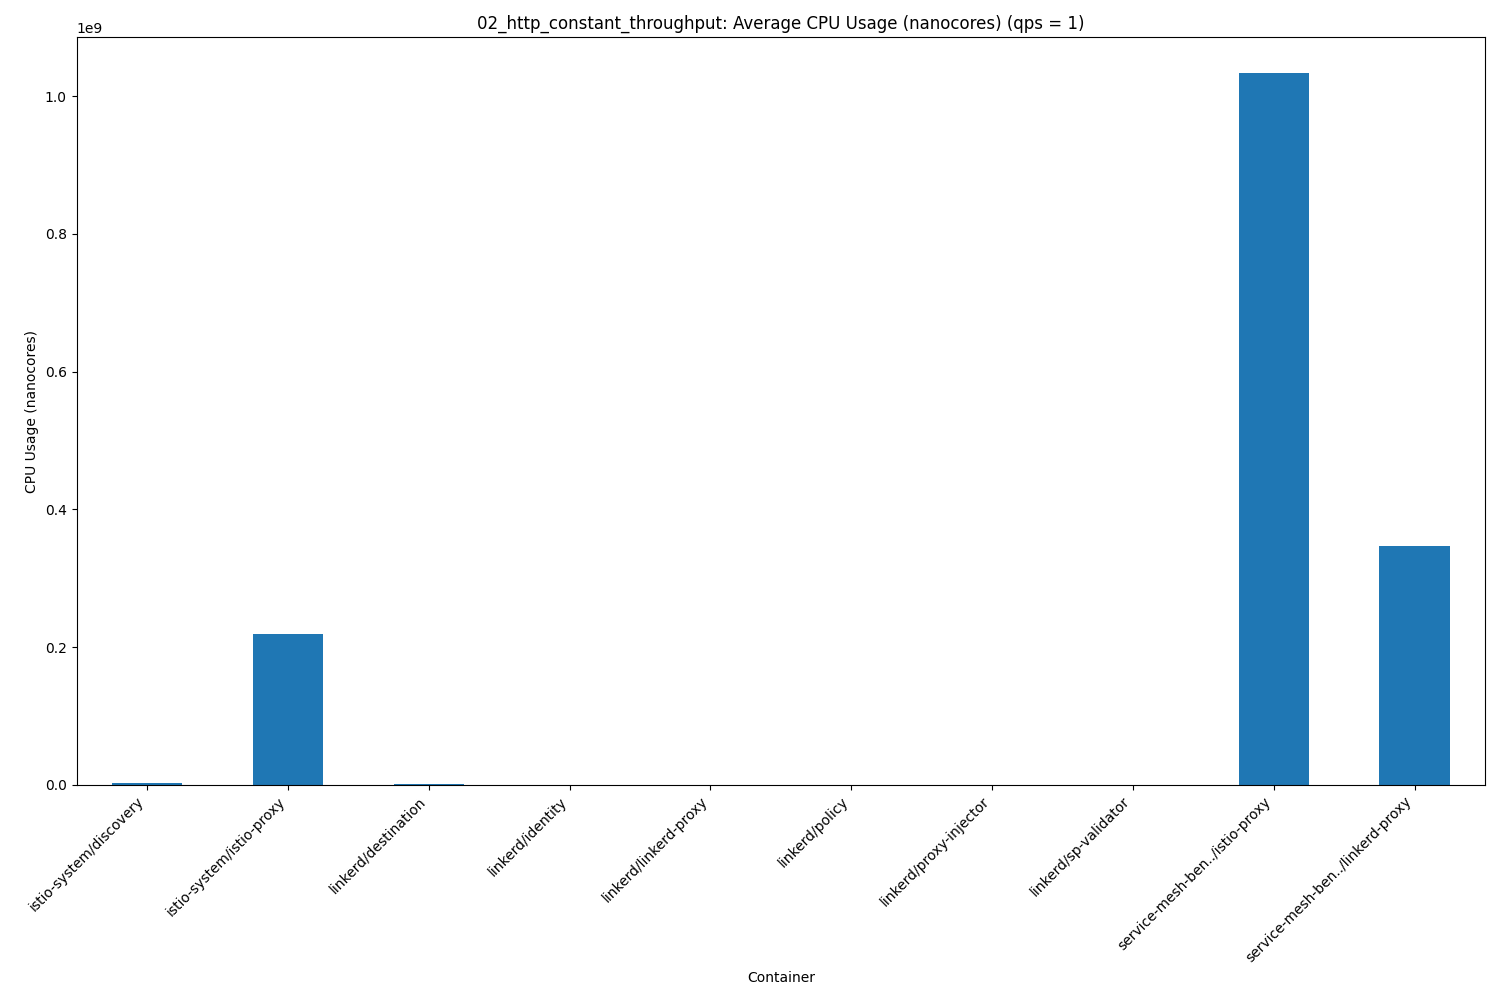 02_http_constant_throughput: Average CPU Usage (nanocores) (qps = 1)
1e9
1.0
0.8
0.6
0.4
0.2
0.0
CPU Usage (nanocores)
istio-system/discovery
istio-system/istio-proxy
linkerd/destination
linkerd/identity
linkerd/linkerd-proxy
linkerd/policy
linkerd/proxy-injector
linkerd/sp-validator
service-mesh-ben../istio-proxy
service-mesh-ben../linkerd-proxy
Container